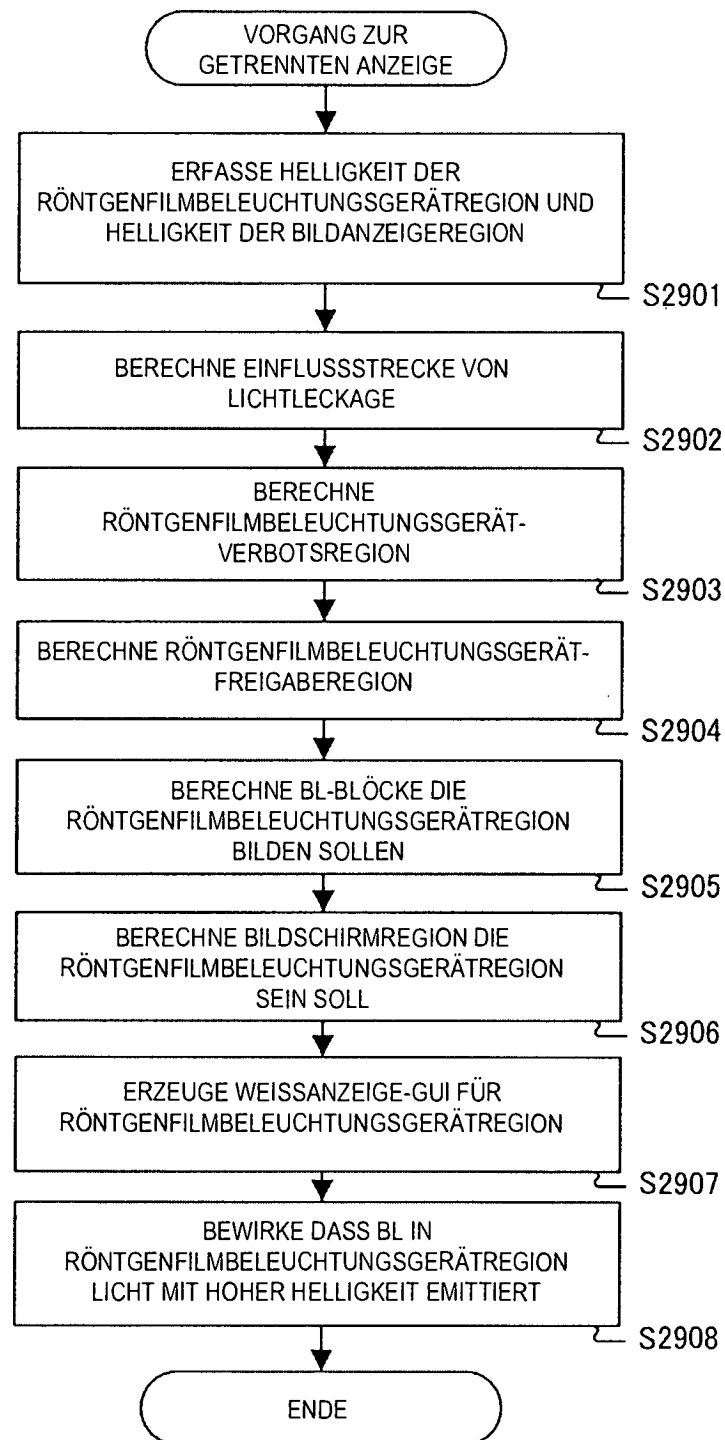 VORGANG ZUR
GETRENNTEN ANZEIGE
ERFASSE HELLIGKEIT DER
RÖNTGENFILMBELEUCHTUNGSGERÄTREGION UND
HELLIGKEIT DER BILDANZEIGEREGION
S2901
BERECHNE EINFLUSSSTRECKE VON
LICHTLECKAGE
S2902
BERECHNE
RÖNTGENFILMBELEUCHTUNGSGERÄT-
VERBOTSREGION
S2903
BERECHNE RÖNTGENFILMBELEUCHTUNGSGERÄT-
FREIGABEREGION
S2904
BERECHNE BL-BLÖCKE DIE
RÖNTGENFILMBELEUCHTUNGSGERÄTREGION
BILDEN SOLLEN
S2905
BERECHNE BILDSCHIRMREGION DIE
RÖNTGENFILMBELEUCHTUNGSGERÄTREGION
SEIN SOLL
S2906
ERZEUGE WEISSANZEIGE-GUI FÜR
RÖNTGENFILMBELEUCHTUNGSGERÄTREGION
S2907
BEWIRKE DASS BL IN
RÖNTGENFILMBELEUCHTUNGSGERÄTREGION
LICHT MIT HOHER HELLIGKEIT EMITTIERT
S2908
ENDE